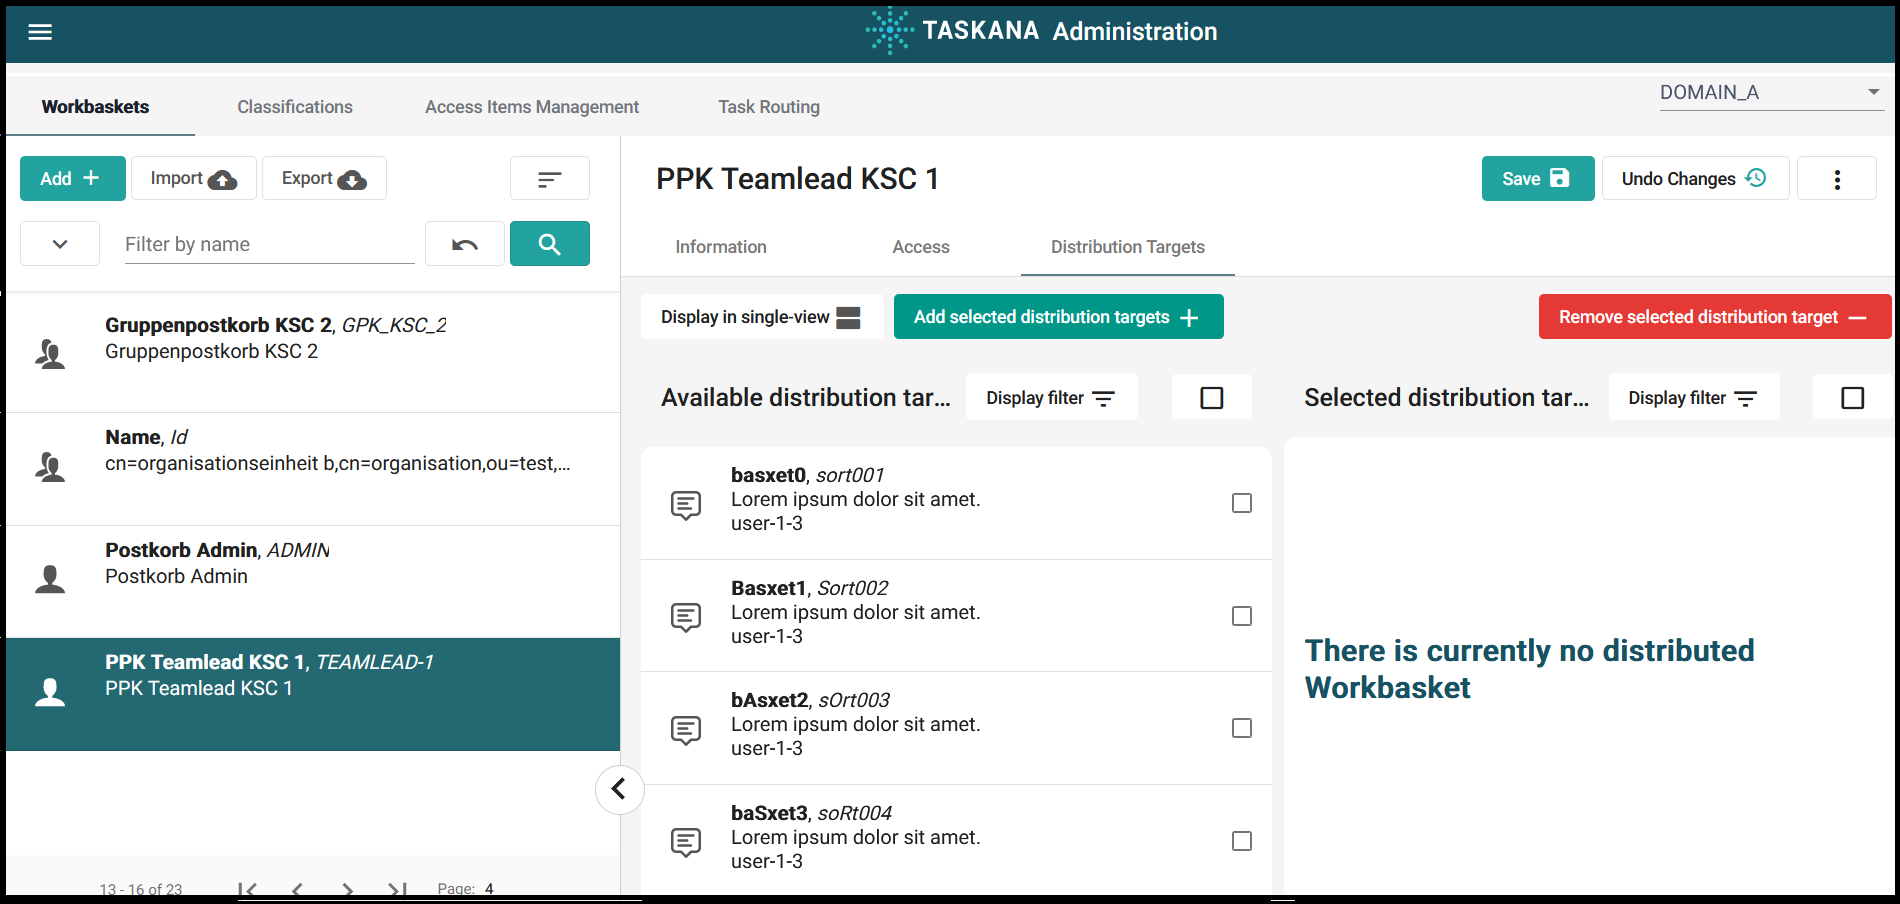 TASKANA Administration
Workbaskets
Classifications
Access Items Management
Task Routing
DOMAIN_A
Add
Import
Export
Filter by name
Gruppenpostkorb KSC 2, GPK_KSC_2
Gruppenpostkorb KSC 2
Name, Id
cn=organisationseinheit b,cn=organisation,ou=test,...
Postkorb Admin, ADMIN
Postkorb Admin
PPK Teamlead KSC 1, TEAMLEAD-1
PPK Teamlead KSC 1
13 - 16 of 23
Page: 4
PPK Teamlead KSC 1
Save
Undo Changes
Information
Access
Distribution Targets
Display in single-view
Add selected distribution targets
Remove selected distribution target
Available distribution tar...
Display filter
basxet0, sort001
Lorem ipsum dolor sit amet.
user-1-3
Basxet1, Sort002
Lorem ipsum dolor sit amet.
user-1-3
bAsxet2, sOrt003
Lorem ipsum dolor sit amet.
user-1-3
baSxet3, soRt004
Lorem ipsum dolor sit amet.
user-1-3
Selected distribution tar...
Display filter
There is currently no distributed
Workbasket